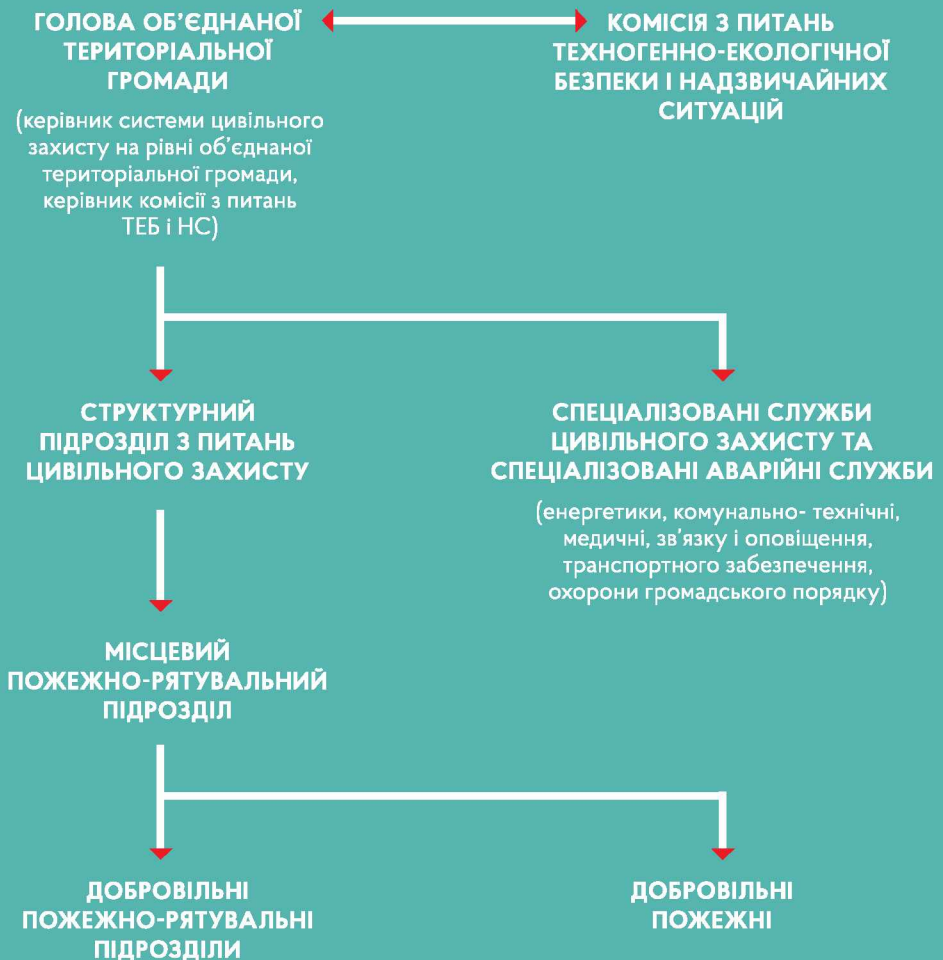 ГОЛОВА ОБ’ЄДНАНОЇ
ТЕРИТОРІАЛЬНОЇ
ГРОМАДИ
(керівник системи цивільного
захисту на рівні об’єднаної
територіальної громади,
керівник комісії з питань
ТЕБ і НС)
КОМІСІЯ З ПИТАНЬ
ТЕХНОГЕННО-ЕКОЛОГІЧНОЇ
БЕЗПЕКИ І НАДЗВИЧАЙНИХ
СИТУАЦІЙ
СТРУКТУРНИЙ
ПІДРОЗДІЛ З ПИТАНЬ
ЦИВІЛЬНОГО ЗАХИСТУ
СПЕЦІАЛІЗОВАНІ СЛУЖБИ
ЦИВІЛЬНОГО ЗАХИСТУ ТА
СПЕЦІАЛІЗОВАНІ АВАРІЙНІ СЛУЖБИ
(енергетики, комунально- технічні,
медичні, зв’язку і оповіщення,
транспортного забезпечення,
охорони громадського порядку)
МІСЦЕВИЙ
ПОЖЕЖНО-РЯТУВАЛЬНИЙ
ПІДРОЗДІЛ
ДОБРОВІЛЬНІ
ПОЖЕЖНО-РЯТУВАЛЬНІ
ПІДРОЗДІЛИ
ДОБРОВІЛЬНІ
ПОЖЕЖНІ